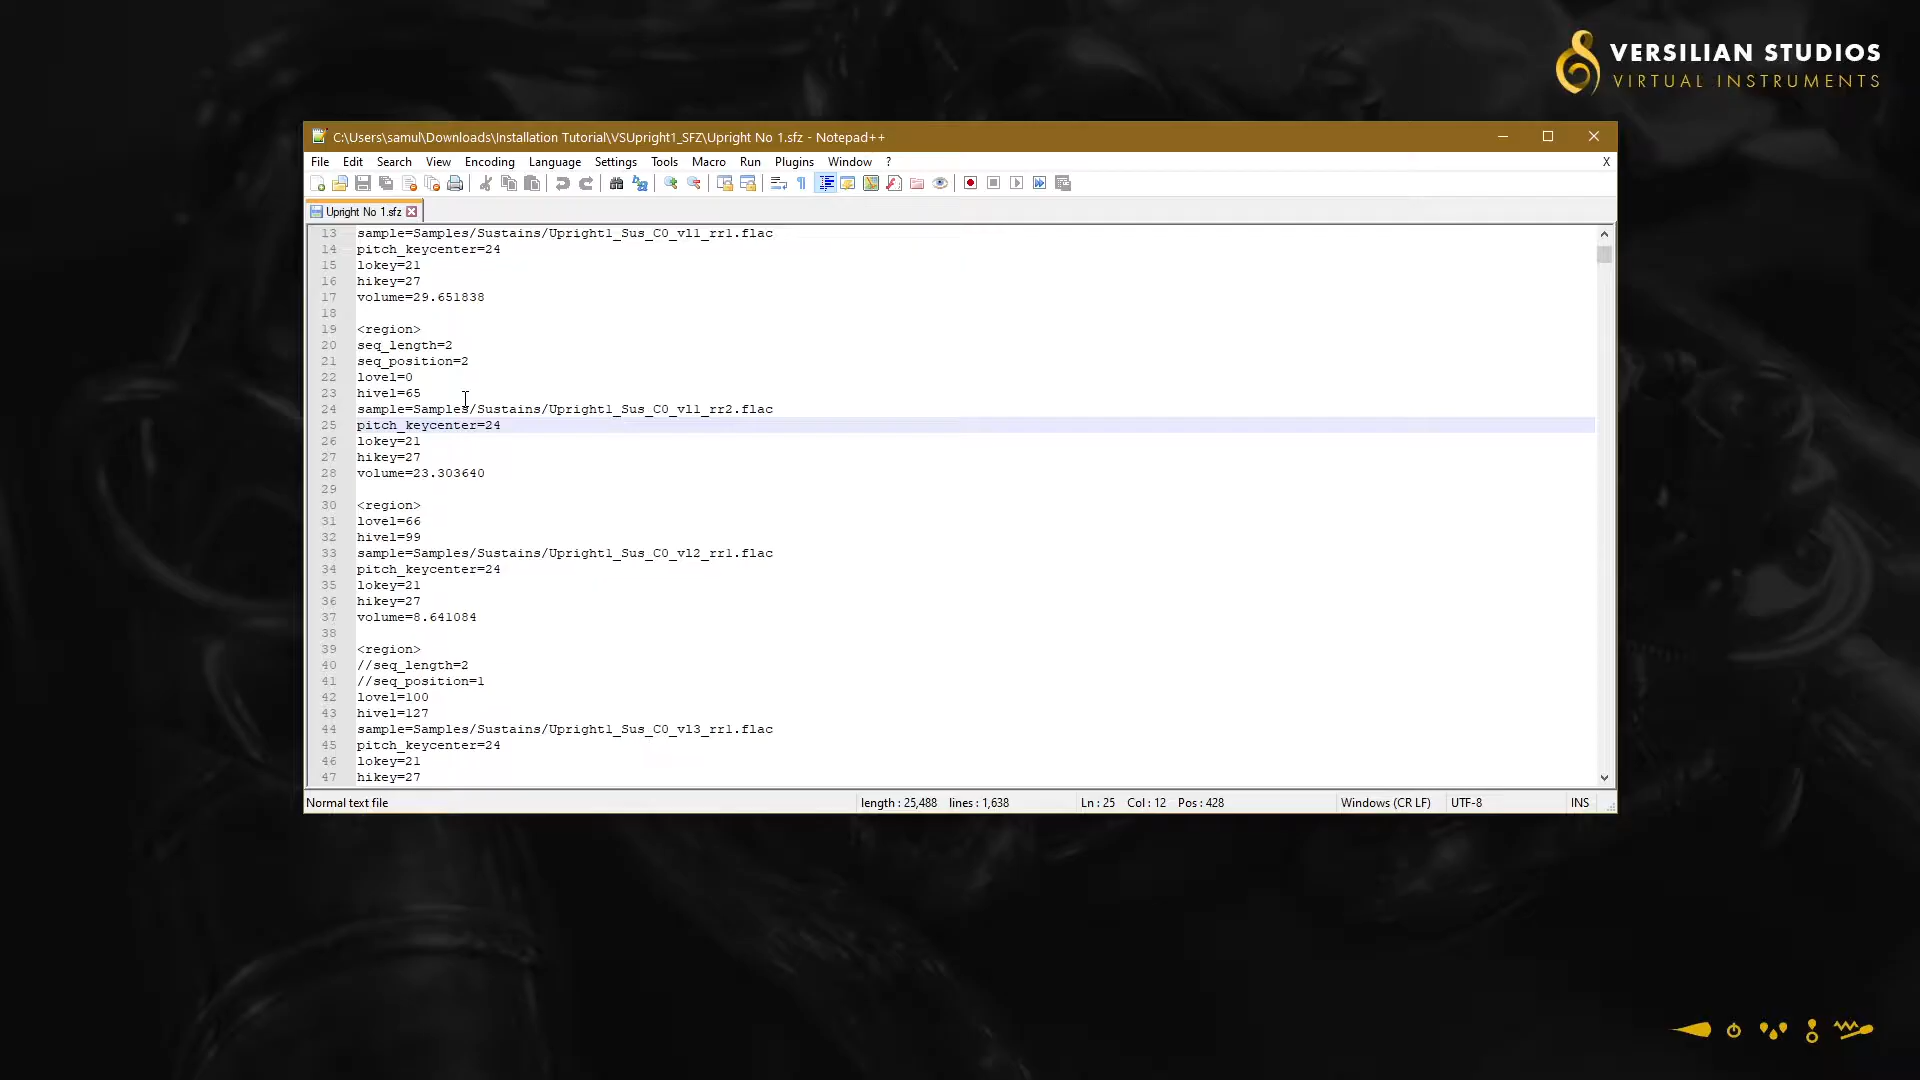 VERSILIAN STUDIOS
VIRTUAL INSTRUMENTS
C:\Users\samul\Downloads\Installation Tutorial\VSUpright1_SFZ\Upright No 1.sfz - Notepad++
File Edit Search View Encoding Language Settings Tools Macro Run Plugins Window ? X
Upright No 1.sfz
13 sample=Samples/Sustains/Upright1_Sus_C0_vl1_rr1.flac
14 pitch_keycenter=24
15 lokey=21
16 hikey=27
17 volume=29.651838
18
19 <region>
20 seq_length=2
21 seq_position=2
22 lovel=0
23 hivel=65
24 sample=Samples/Sustains/Upright1_Sus_C0_vl1_rr2.flac
25 pitch_keycenter=24
26 lokey=21
27 hikey=27
28 volume=23.303640
29
30 <region>
31 lovel=66
32 hivel=99
33 sample=Samples/Sustains/Upright1_Sus_C0_vl2_rr1.flac
34 pitch_keycenter=24
35 lokey=21
36 hikey=27
37 volume=8.641084
38
39 <region>
40 //seq_length=2
41 //seq_position=1
42 lovel=100
43 hivel=127
44 sample=Samples/Sustains/Upright1_Sus_C0_vl3_rr1.flac
45 pitch_keycenter=24
46 lokey=21
47 hikey=27
Normal text file length : 25,488 lines : 1,638 Ln : 25 Col : 12 Pos : 428 Windows (CR LF) UTF-8 INS